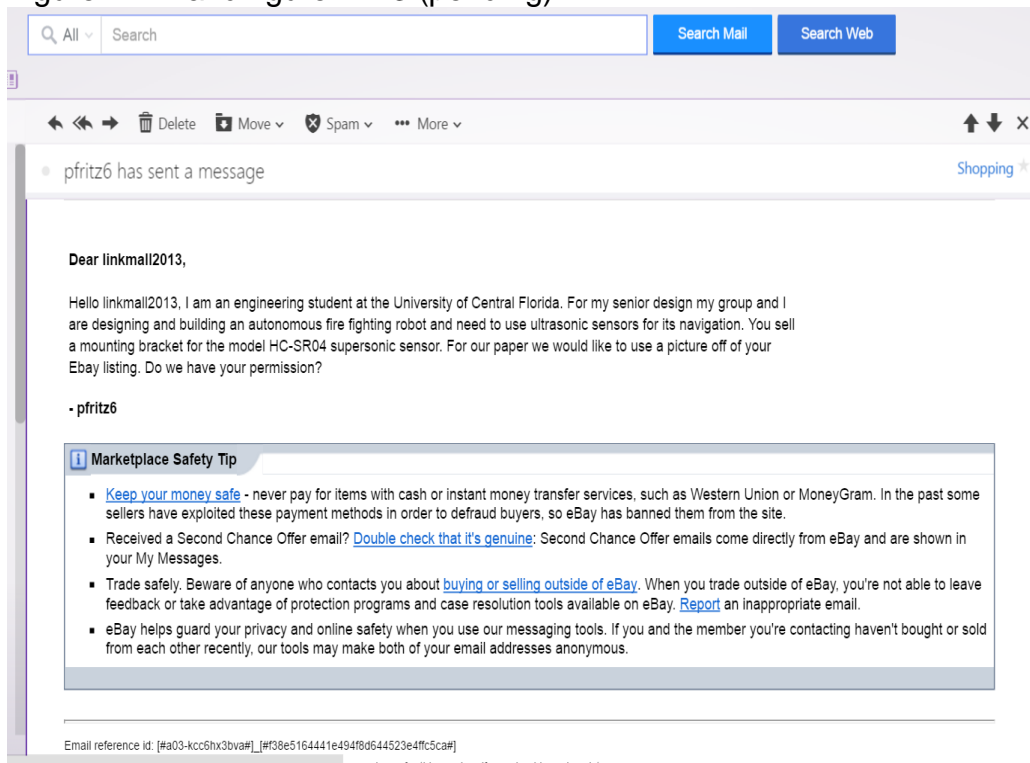 (pending)
All Search Search Mail Search Web
Delete Move Spam More
pfritz6 has sent a message Shopping
Dear linkmall2013,
Hello linkmall2013, I am an engineering student at the University of Central Florida. For my senior design my group and I
are designing and building an autonomous fire fighting robot and need to use ultrasonic sensors for its navigation. You sell
a mounting bracket for the model HC-SR04 supersonic sensor. For our paper we would like to use a picture off of your
Ebay listing. Do we have your permission?
- pfritz6
Marketplace Safety Tip
▪ Keep your money safe - never pay for items with cash or instant money transfer services, such as Western Union or MoneyGram. In the past some
sellers have exploited these payment methods in order to defraud buyers, so eBay has banned them from the site.
▪ Received a Second Chance Offer email? Double check that it's genuine: Second Chance Offer emails come directly from eBay and are shown in
your My Messages.
▪ Trade safely. Beware of anyone who contacts you about buying or selling outside of eBay. When you trade outside of eBay, you're not able to leave
feedback or take advantage of protection programs and case resolution tools available on eBay. Report an inappropriate email.
▪ eBay helps guard your privacy and online safety when you use our messaging tools. If you and the member you're contacting haven't bought or sold
from each other recently, our tools may make both of your email addresses anonymous.
Email reference id: [#a03-kcc6hx3bva#]_[#f38e5164441e494f8d644523e4ffc5ca#]